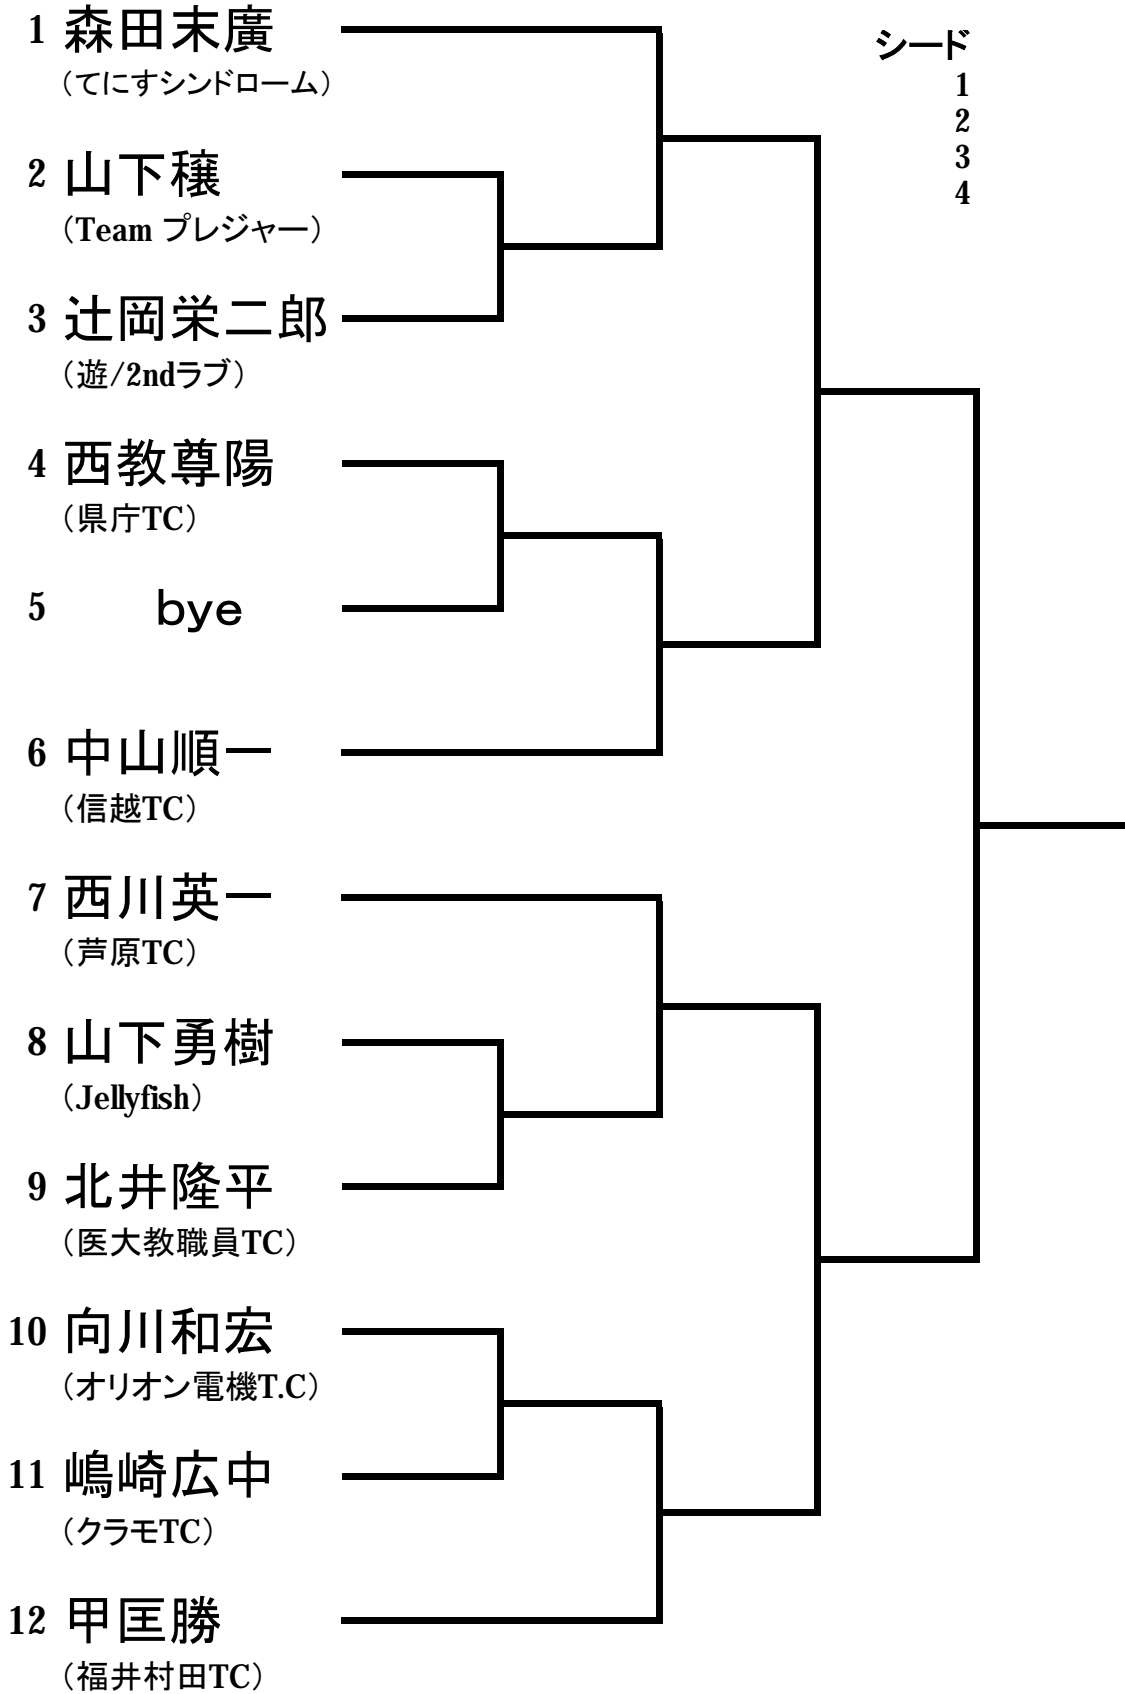 1 森田末廣
（てにすシンドローム）
2 山下穣
（Team プレジャー）
3 辻岡栄二郎
（遊/2ndラブ）
4 西教尊陽
（県庁TC）
5 bye
6 中山順一
（信越TC）
7 西川英一
（芦原TC）
8 山下勇樹
（Jellyfish）
9 北井隆平
（医大教職員TC）
10 向川和宏
（オリオン電機T.C）
11 嶋崎広中
（クラモTC）
12 甲匡勝
（福井村田TC）
シード
1
2
3
4